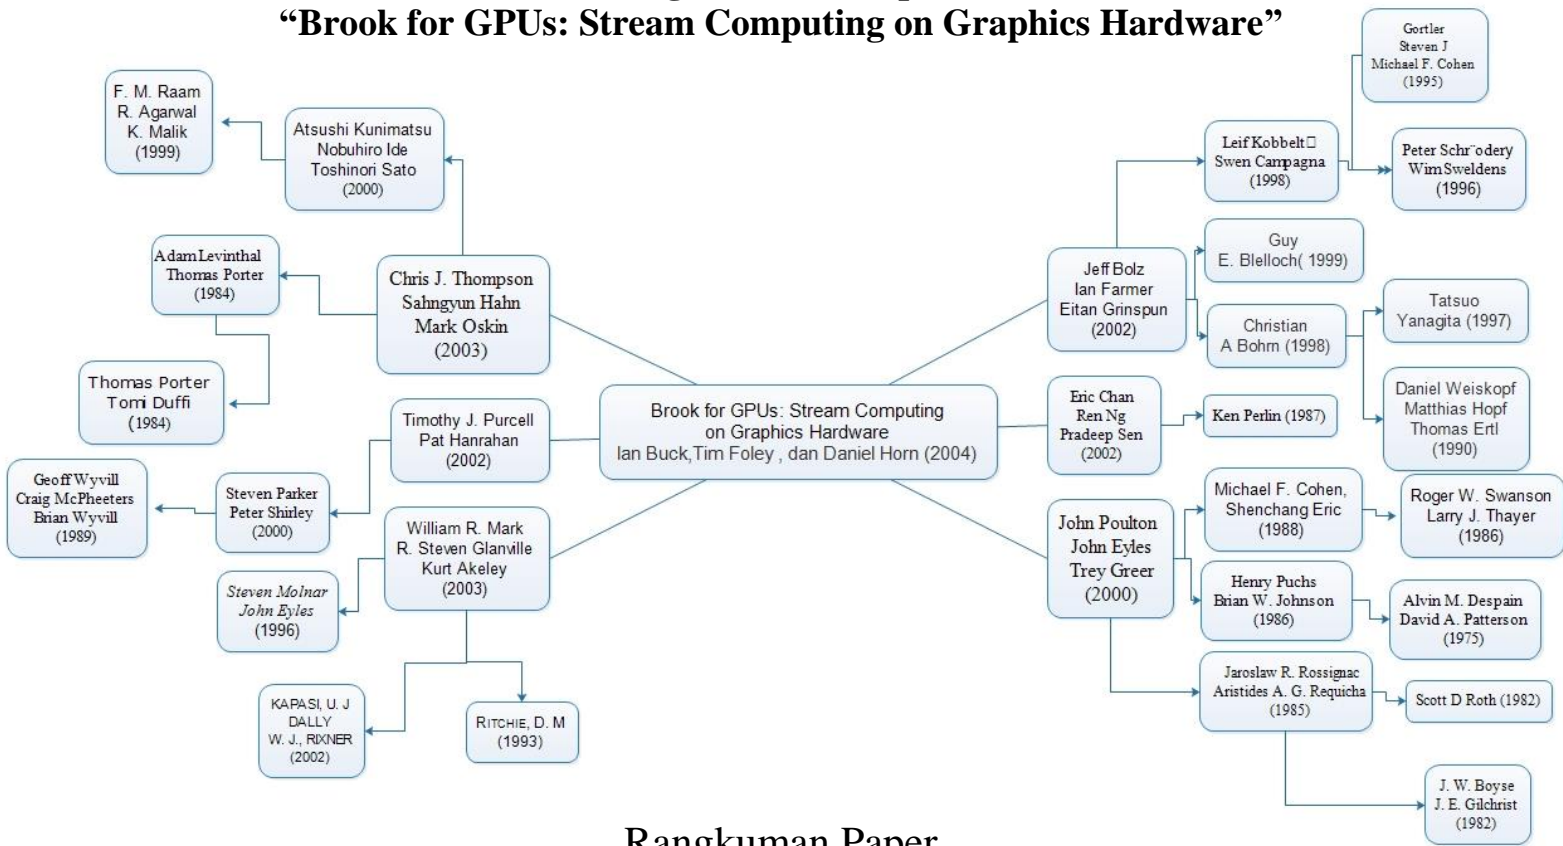 “Brook for GPUs: Stream Computing on Graphics Hardware”
F. M. Raam
R. Agarwal
K. Malik
(1999)
Atsushi Kunimatsu
Nobuhiro Ide
Toshinori Sato
(2000)
Adam Levinthal
Thomas Porter
(1984)
Chris J. Thompson
Sahngyun Hahn
Mark Oskin
(2003)
Thomas Porter
Tomi Duffi
(1984)
Timothy J. Purcell
Pat Hanrahan
(2002)
Geoff Wyvill
Craig McPheeters
Brian Wyvill
(1989)
Steven Parker
Peter Shirley
(2000)
William R. Mark
R. Steven Glanville
Kurt Akeley
(2003)
Steven Molnar
John Eyles
(1996)
KAPASI, U. J
DALLY
W. J., RIXNER
(2002)
RITCHIE, D. M
(1993)
Brook for GPUs: Stream Computing
on Graphics Hardware
Ian Buck,Tim Foley , dan Daniel Horn (2004)
Gortler
Steven J
Michael F. Cohen
(1995)
Leif Kobbelt□
Swen Campagna
(1998)
Peter Schr¨odery
Wim Sweldens
(1996)
Guy
E. Blelloch( 1999)
Jeff Bolz
Ian Farmer
Eitan Grinspun
(2002)
Christian
A Bohrn (1998)
Tatsuo
Yanagita (1997)
Daniel Weiskopf
Matthias Hopf
Thomas Ertl
(1990)
Eric Chan
Ren Ng
Pradeep Sen
(2002)
Ken Perlin (1987)
John Poulton
John Eyles
Trey Greer
(2000)
Michael F. Cohen,
Shenchang Eric
(1988)
Roger W. Swanson
Larry J. Thayer
(1986)
Henry Puchs
Brian W. Johnson
(1986)
Alvin M. Despain
David A. Patterson
(1975)
Jaroslaw R. Rossignac
Aristides A. G. Requicha
(1985)
Scott D Roth (1982)
J. W. Boyse
J. E. Gilchrist
(1982)
Rangkuman Paper